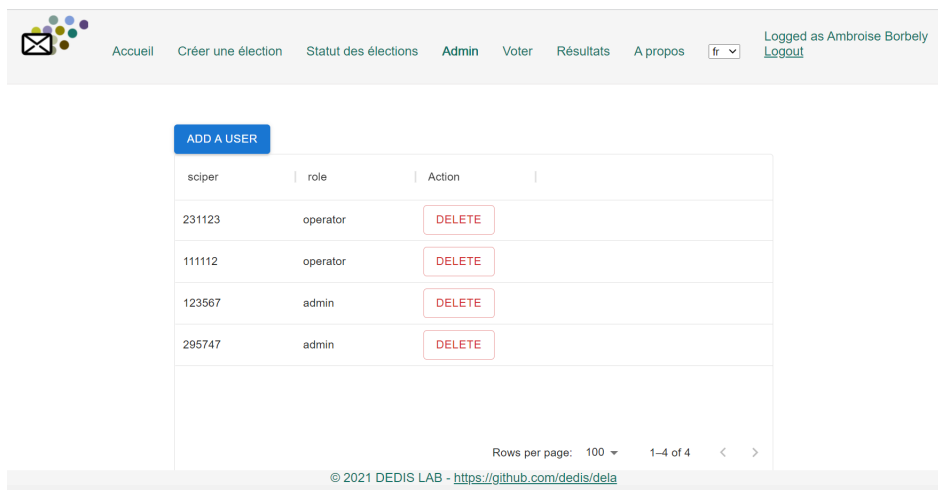 Accueil Créer une élection Statut des élections Admin Voter Résultats A propos fr Logged as Ambroise Borbely
Logout
ADD A USER
sciper role Action
231123 operator DELETE
111112 operator DELETE
123567 admin DELETE
295747 admin DELETE
Rows per page: 100 1–4 of 4
© 2021 DEDIS LAB - https://github.com/dedis/dela